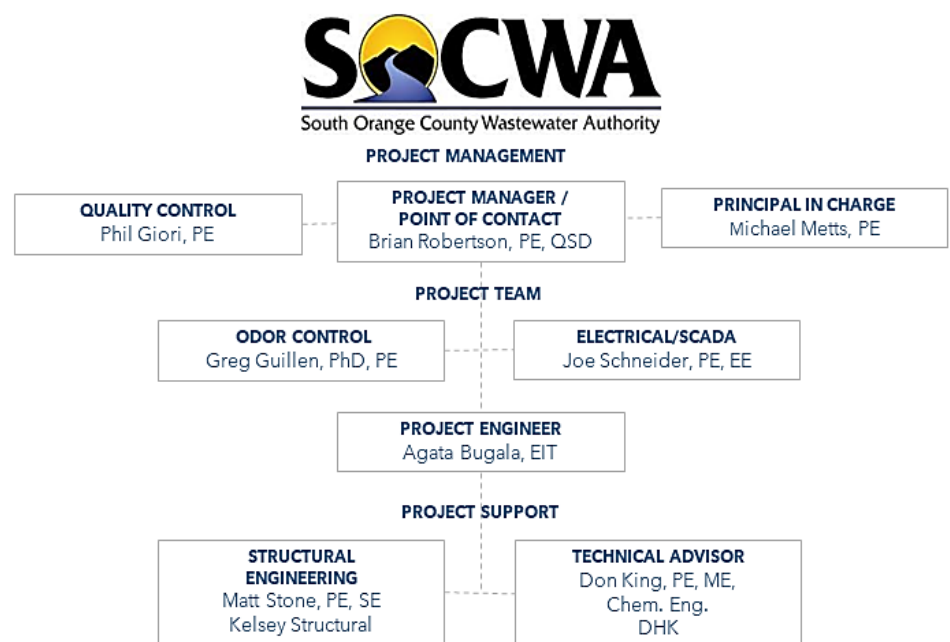 SOCWA
South Orange County Wastewater Authority
PROJECT MANAGEMENT
QUALITY CONTROL
Phil Giori, PE
PROJECT MANAGER /
POINT OF CONTACT
Brian Robertson, PE, QSD
PRINCIPAL IN CHARGE
Michael Metts, PE
PROJECT TEAM
ODOR CONTROL
Greg Guillen, PhD, PE
ELECTRICAL/SCADA
Joe Schneider, PE, EE
PROJECT ENGINEER
Agata Bugala, EIT
PROJECT SUPPORT
STRUCTURAL
ENGINEERING
Matt Stone, PE, SE
Kelsey Structural
TECHNICAL ADVISOR
Don King, PE, ME,
Chem. Eng.
DHK